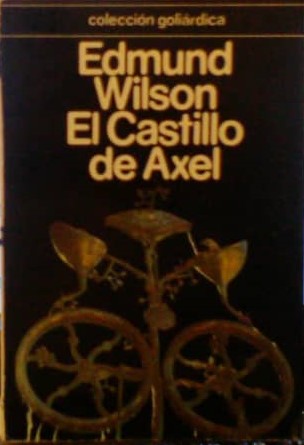 colección goliárdica
Edmund
Wilson
El Castillo
de Axel